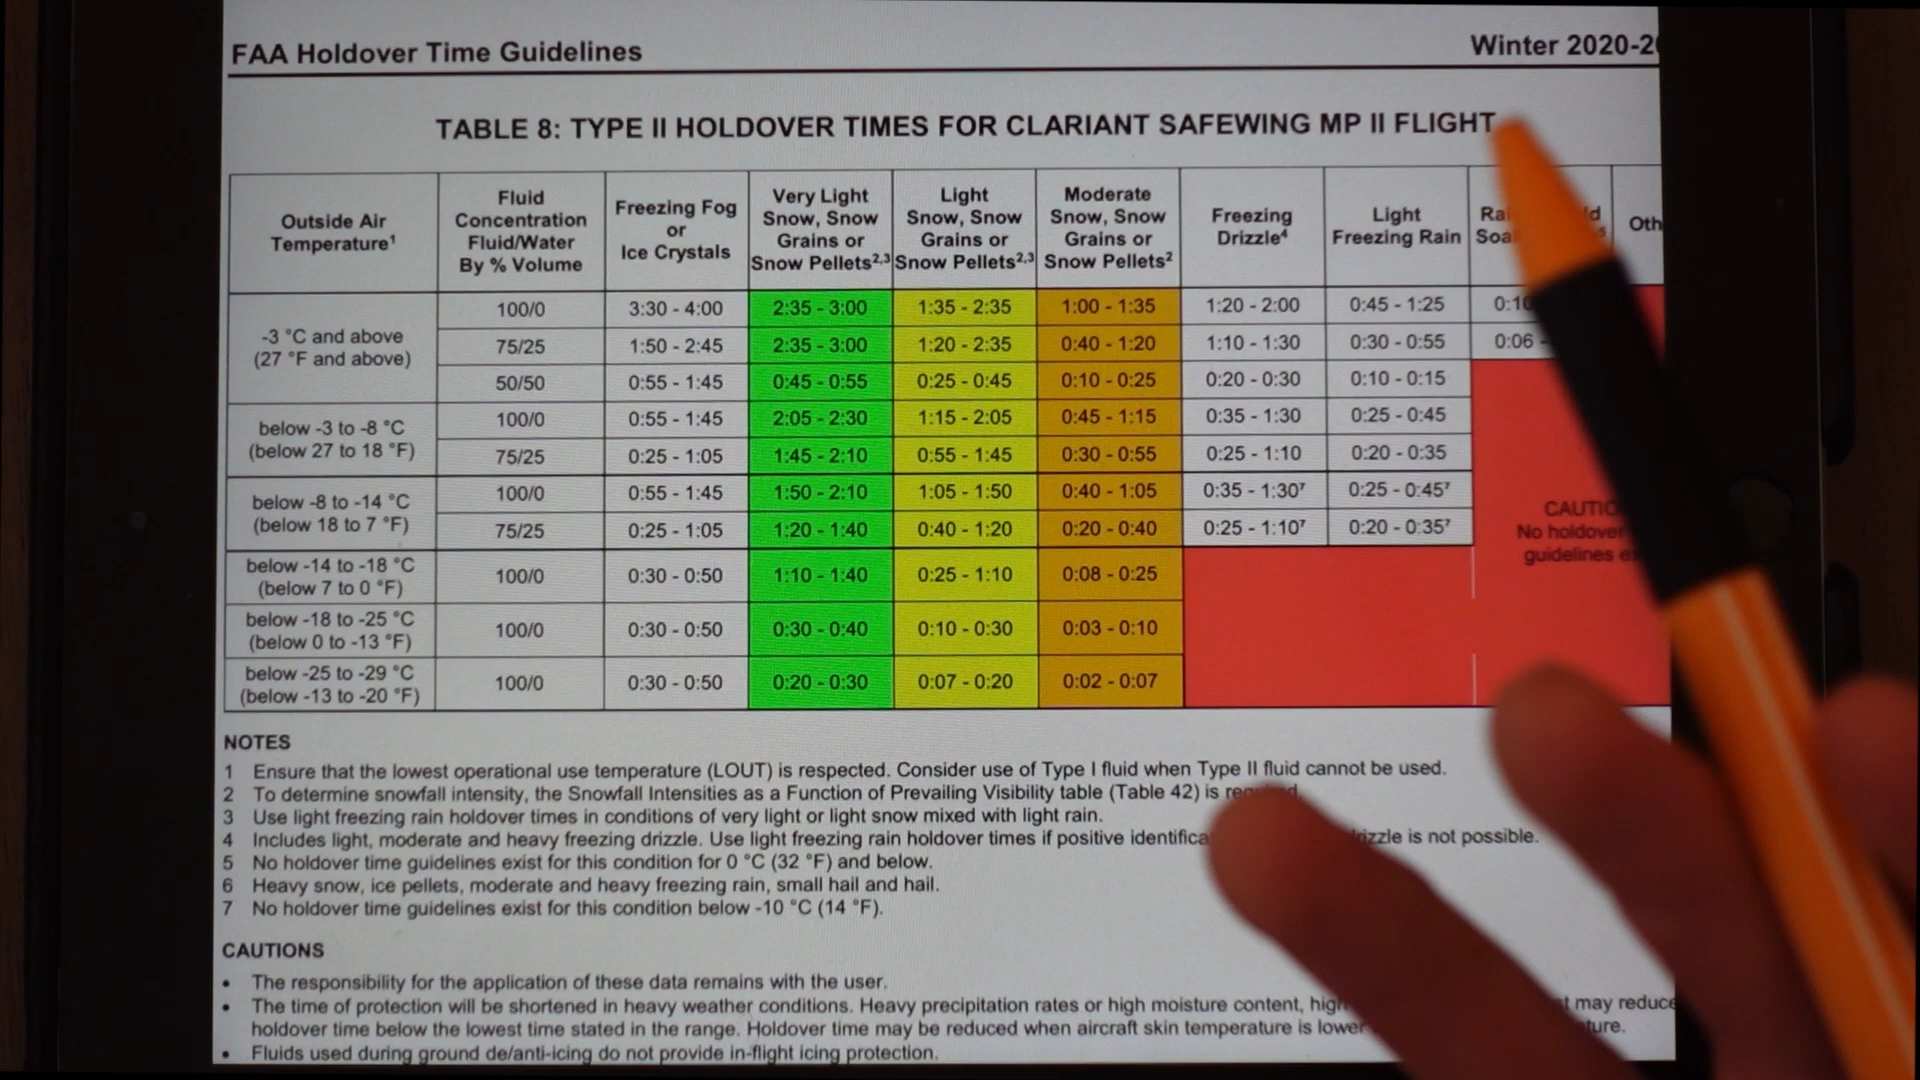 FAA Holdover Time Guidelines Winter 2020-2
TABLE 8: TYPE II HOLDOVER TIMES FOR CLARIANT SAFEWING MP II FLIGHT
Outside Air Temperature¹
Fluid Concentration Fluid/Water By % Volume
Freezing Fog or Ice Crystals
Very Light Snow, Snow Grains or Snow Pellets²,³
Light Snow, Snow Grains or Snow Pellets²,³
Moderate Snow, Snow Grains or Snow Pellets²
Freezing Drizzle⁴
Light Freezing Rain
-3 °C and above (27 °F and above)
100/0 3:30 - 4:00 2:35 - 3:00 1:35 - 2:35 1:00 - 1:35 1:20 - 2:00 0:45 - 1:25
75/25 1:50 - 2:45 2:35 - 3:00 1:20 - 2:35 0:40 - 1:20 1:10 - 1:30 0:30 - 0:55 0:06 -
50/50 0:55 - 1:45 0:45 - 0:55 0:25 - 0:45 0:10 - 0:25 0:20 - 0:30 0:10 - 0:15
below -3 to -8 °C (below 27 to 18 °F)
100/0 0:55 - 1:45 2:05 - 2:30 1:15 - 2:05 0:45 - 1:15 0:35 - 1:30 0:25 - 0:45
75/25 0:25 - 1:05 1:45 - 2:10 0:55 - 1:45 0:30 - 0:55 0:25 - 1:10 0:20 - 0:35
below -8 to -14 °C (below 18 to 7 °F)
100/0 0:55 - 1:45 1:50 - 2:10 1:05 - 1:50 0:40 - 1:05 0:35 - 1:30⁷ 0:25 - 0:45⁷
75/25 0:25 - 1:05 1:20 - 1:40 0:40 - 1:20 0:20 - 0:40 0:25 - 1:10⁷ 0:20 - 0:35⁷
No holdover
guidelines
below -14 to -18 °C (below 7 to 0 °F)
100/0 0:30 - 0:50 1:10 - 1:40 0:25 - 1:10 0:08 - 0:25
below -18 to -25 °C (below 0 to -13 °F)
100/0 0:30 - 0:50 0:30 - 0:40 0:10 - 0:30 0:03 - 0:10
below -25 to -29 °C (below -13 to -20 °F)
100/0 0:30 - 0:50 0:20 - 0:30 0:07 - 0:20 0:02 - 0:07
NOTES
1 Ensure that the lowest operational use temperature (LOUT) is respected. Consider use of Type I fluid when Type II fluid cannot be used.
2 To determine snowfall intensity, the Snowfall Intensities as a Function of Prevailing Visibility table (Table 42) is
3 Use light freezing rain holdover times in conditions of very light or light snow mixed with light rain.
4 Includes light, moderate and heavy freezing drizzle. Use light freezing rain holdover times if positive is not possible.
5 No holdover time guidelines exist for this condition for 0 °C (32 °F) and below.
6 Heavy snow, ice pellets, moderate and heavy freezing rain, small hail and hail.
7 No holdover time guidelines exist for this condition below -10 °C (14 °F).
CAUTIONS
• The responsibility for the application of these data remains with the user.
• The time of protection will be shortened in heavy weather conditions. Heavy precipitation rates or high moisture content, may reduce
holdover time below the lowest time stated in the range. Holdover time may be reduced when aircraft skin temperature is lower
• Fluids used during ground de/anti-icing do not provide in-flight icing protection.